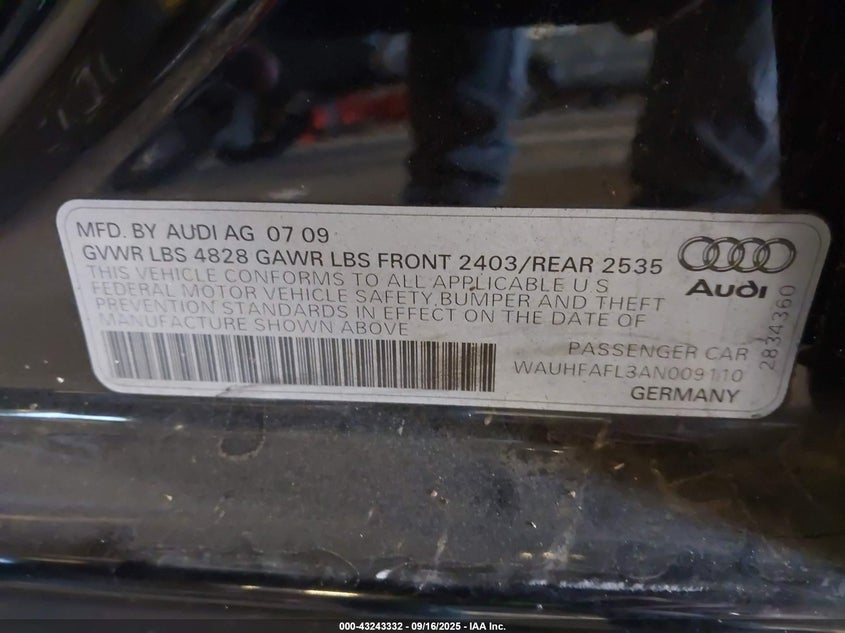 MFD. BY AUDI AG 07 09
GVWR LBS 4828 GAWR LBS FRONT 2403/REAR 2535
THIS VEHICLE CONFORMS TO ALL APPLICABLE U S
FEDERAL MOTOR VEHICLE SAFETY,BUMPER AND THEFT
PREVENTION STANDARDS IN EFFECT ON THE DATE OF
MANUFACTURE SHOWN ABOVE
Audi
PASSENGER CAR
WAUHFAFL3AN009110
GERMANY
2834360
000-43243332 - 09/16/2025 - IAA Inc.